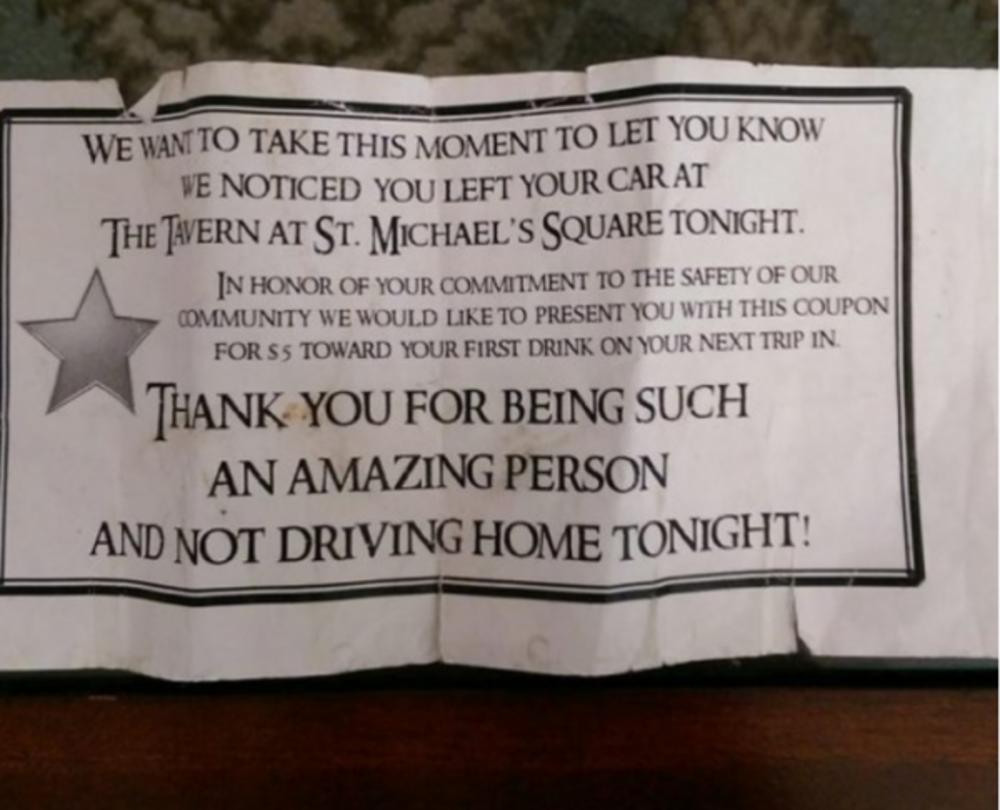 WE WANT TO TAKE THIS MOMENT TO LET YOU KNOW
WE NOTICED YOU LEFT YOUR CAR AT
THE TAVERN AT ST. MICHAEL'S SQUARE TONIGHT.
IN HONOR OF YOUR COMMITMENT TO THE SAFETY OF OUR
COMMUNITY WE WOULD LIKE TO PRESENT YOU WITH THIS COUPON
FOR $5 TOWARD YOUR FIRST DRINK ON YOUR NEXT TRIP IN.
THANK YOU FOR BEING SUCH
AN AMAZING PERSON
AND NOT DRIVING HOME TONIGHT!